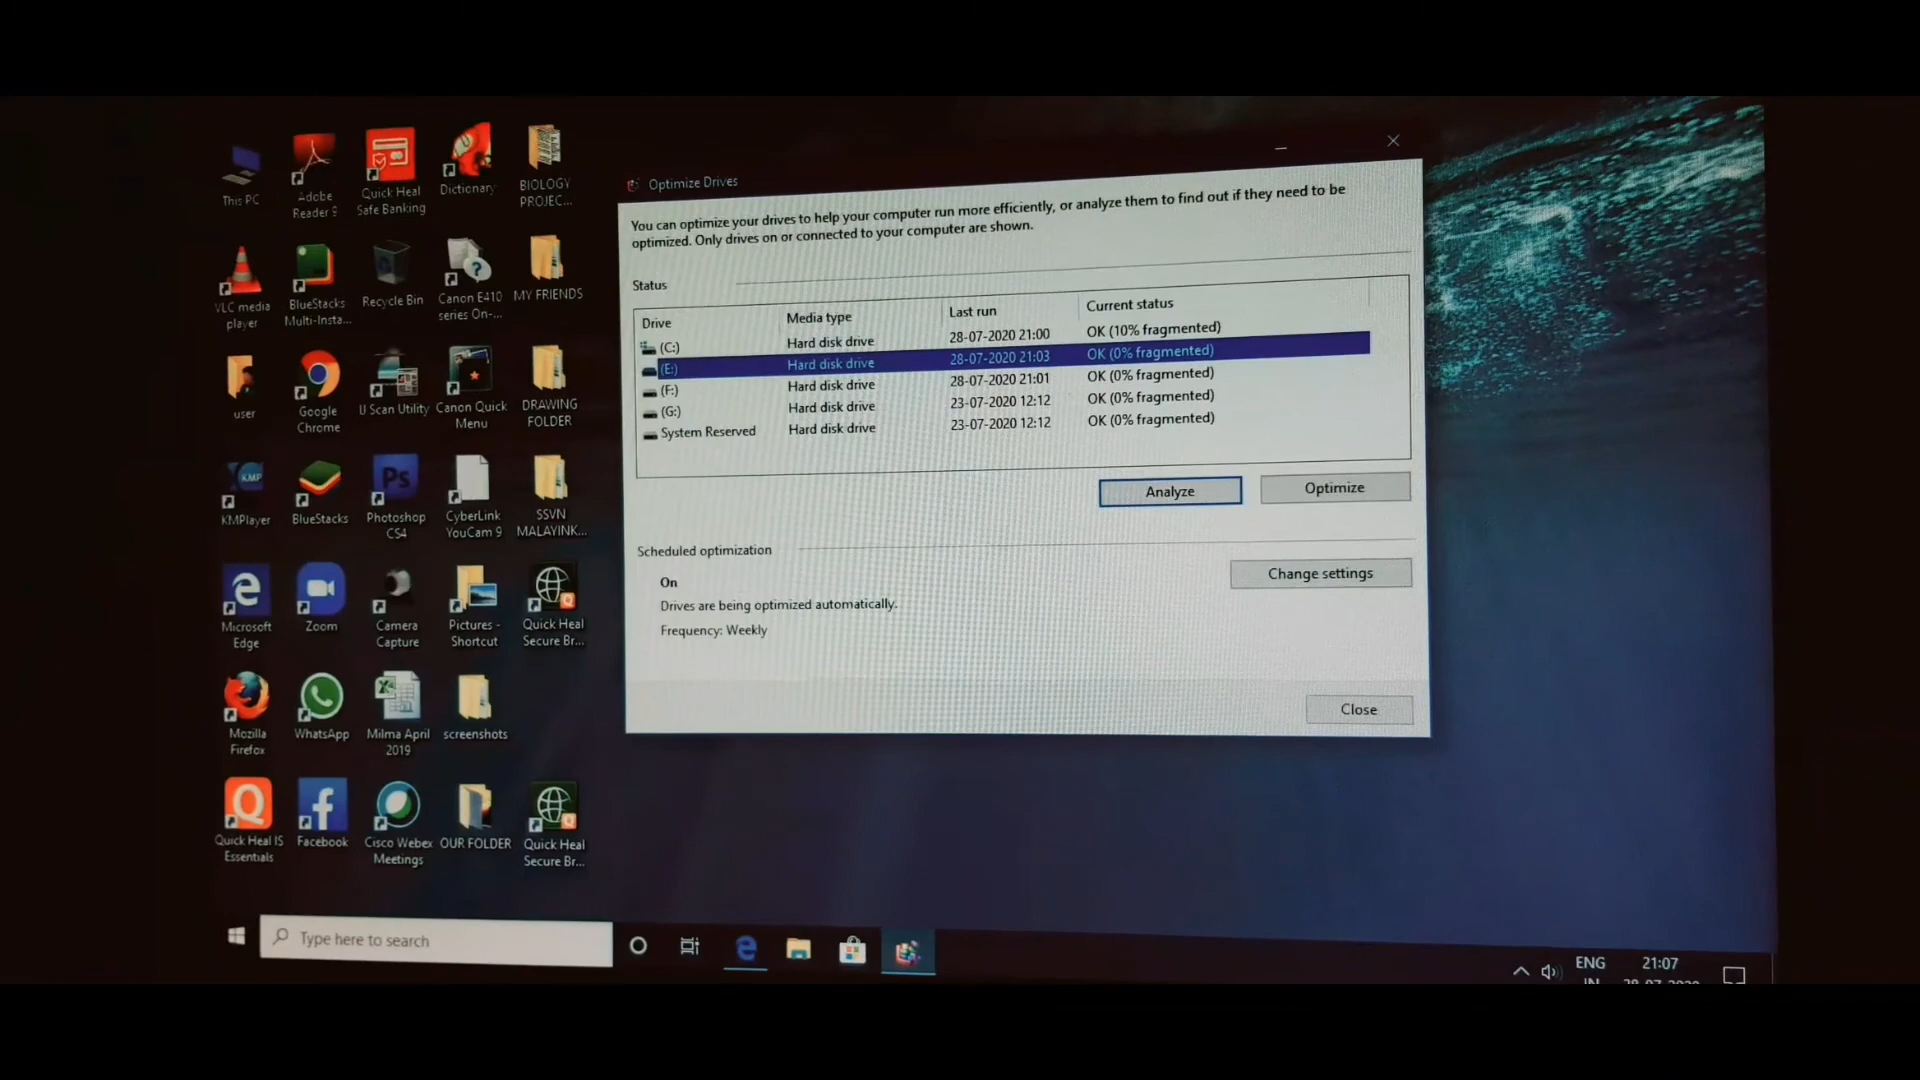 This PC
Adobe
Reader 9
Quick Heal
Safe Banking
Dictionary
BIOLOGY
PROJEC...
VLC media
player
BlueStacks
Multi-Insta...
Recycle Bin
Canon E410
series On-...
MY FRIENDS
user
Google
Chrome
IJ Scan Utility
Canon Quick
Menu
DRAWING
FOLDER
KMP
KMPlayer
BlueStacks
Ps
Photoshop
CS4
CyberLink
YouCam 9
SSVN
MALAYINK...
Microsoft
Edge
Zoom
Camera
Capture
Pictures -
Shortcut
Quick Heal
Secure Br...
Mozilla
Firefox
WhatsApp
Milma April
2019
screenshots
Quick Heal IS
Essentials
Facebook
Cisco Webex
Meetings
OUR FOLDER
Quick Heal
Secure Br...
Optimize Drives
You can optimize your drives to help your computer run more efficiently, or analyze them to find out if they need to be
optimized. Only drives on or connected to your computer are shown.
Status
Drive Media type Last run Current status
(C:) Hard disk drive 28-07-2020 21:00 OK (10% fragmented)
(E:) Hard disk drive 28-07-2020 21:03 OK (0% fragmented)
(F:) Hard disk drive 28-07-2020 21:01 OK (0% fragmented)
(G:) Hard disk drive 23-07-2020 12:12 OK (0% fragmented)
System Reserved Hard disk drive 23-07-2020 12:12 OK (0% fragmented)
Analyze Optimize
Scheduled optimization
On
Change settings
Drives are being optimized automatically.
Frequency: Weekly
Close
Type here to search
ENG 21:07
IN 28-07-2020